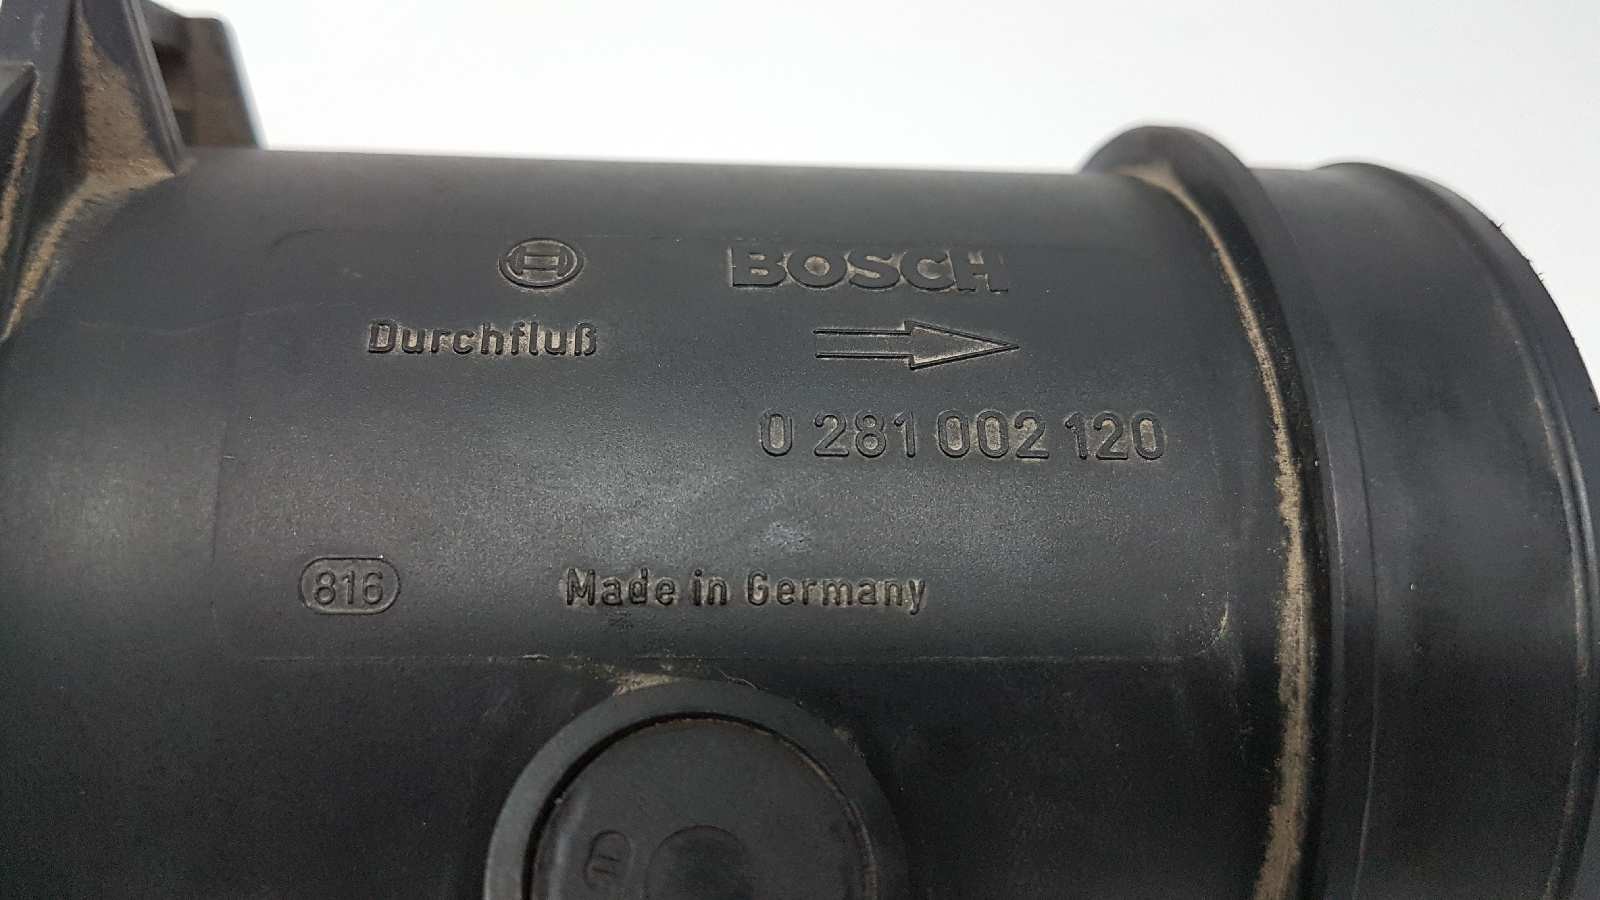 BOSCH
Durchfluß
0 281 002 120
816 Made in Germany